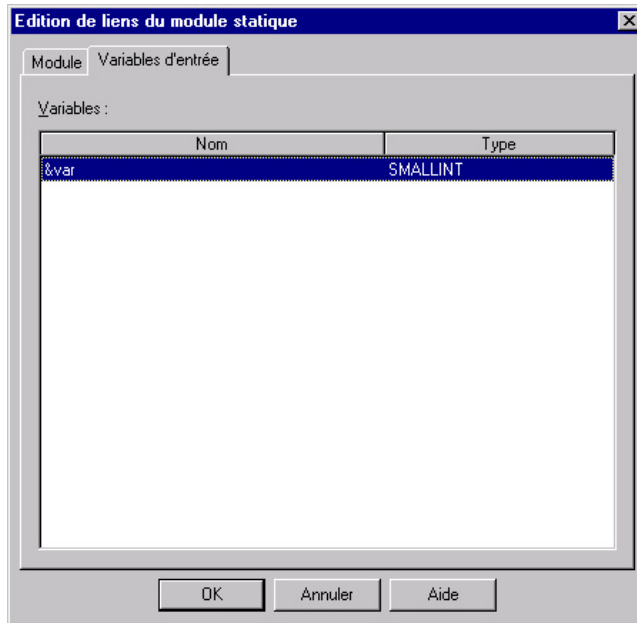 Edition de liens du module statique
Module Variables d'entrée
Variables :
Nom Type
&var SMALLINT
OK Annuler Aide